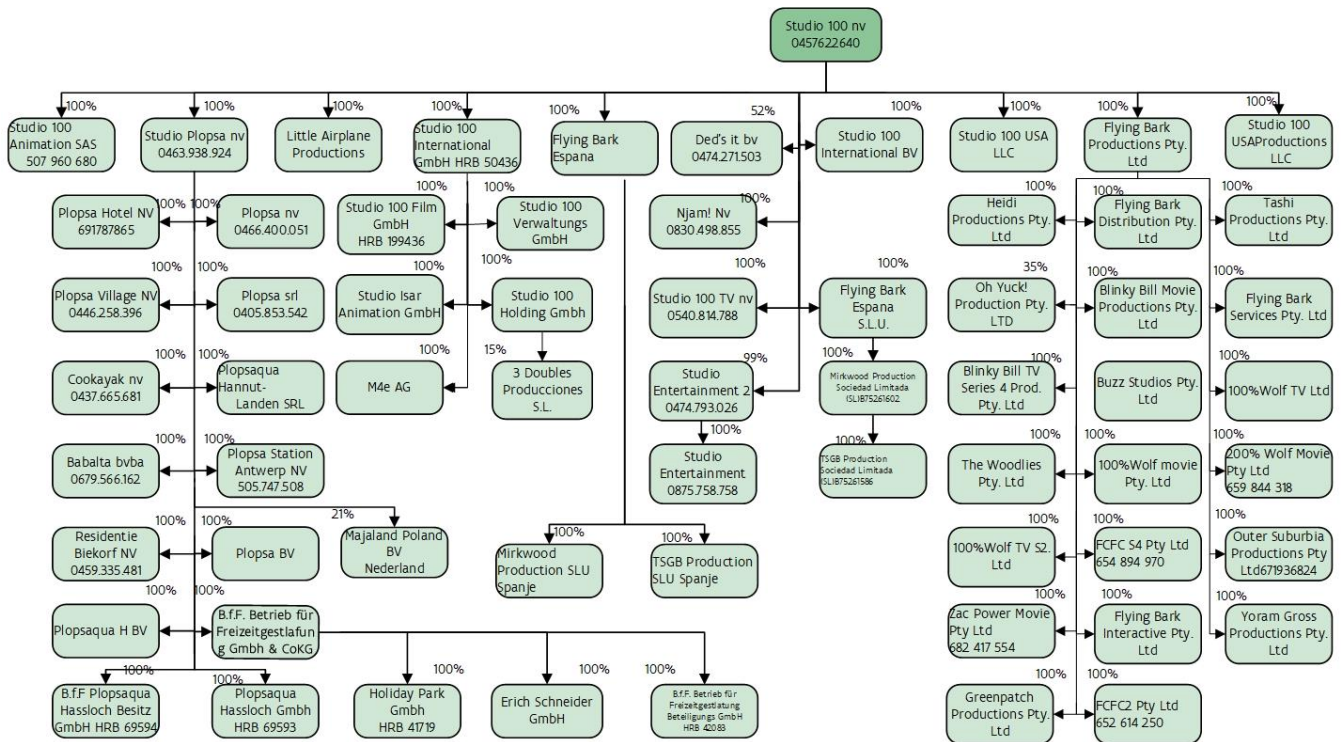 Studio 100 nv
0457622640
100%
100%
100%
100%
100%
52%
100%
100%
100%
100%
Studio 100
Animation SAS
507 960 680
Studio Plopsa nv
0463.938.924
Little Airplane
Productions
Studio 100
International
GmbH HRB 50436
Flying Bark
Espana
Ded's it bv
0474.271.503
Studio 100
International BV
Studio 100 USA
LLC
Flying Bark
Productions Pty.
Ltd
Studio 100
USAProductions
LLC
100%
100%
100%
100%
100%
100%
100%
100%
Plopsa Hotel NV
691787865
Plopsa nv
0466.400.051
Studio 100 Film
GmbH
HRB 199436
Studio 100
Verwaltungs
GmbH
Njam! Nv
0830.498.855
Heidi
Productions Pty.
Ltd
Flying Bark
Distribution Pty.
Ltd
Tashi
Productions Pty.
Ltd
100%
100%
100%
100%
100%
100%
35%
100%
100%
Plopsa Village NV
0446.258.396
Plopsa srl
0405.853.542
Studio Isar
Animation GmbH
Studio 100
Holding Gmbh
Studio 100 TV nv
0540.814.788
Flying Bark
Espana
S.L.U.
Oh Yuck!
Production Pty.
LTD
Blinky Bill Movie
Productions Pty.
Ltd
Flying Bark
Services Pty. Ltd
100%
100%
100%
15%
99%
100%
100%
100%
100%
Cookayak nv
0437.665.681
Plopsaqua
Hannut-
Landen SRL
M4e AG
3 Doubles
Producciones
S.L.
Studio
Entertainment 2
0474.793.026
Mirkwood Production
Sociedad Limitada
(SL)B75261602
Blinky Bill TV
Series 4 Prod.
Pty. Ltd
Buzz Studios Pty.
Ltd
100%Wolf TV Ltd
100%
100%
100%
100%
100%
100%
100%
Babalta bvba
0679.566.162
Plopsa Station
Antwerp NV
505.747.508
Studio
Entertainment
0875.758.758
TSGB Production
Sociedad Limitada
(SL)B75261586
The Woodlies
Pty. Ltd
100%Wolf movie
Pty. Ltd
200% Wolf Movie
Pty Ltd
659 844 318
100%
100%
21%
100%
100%
100%
100%
100%
Residentie
Biekorf NV
0459.335.481
Plopsa BV
Majaland Poland
BV
Nederland
Mirkwood
Production SLU
Spanje
TSGB Production
SLU Spanje
100%Wolf TV S2.
Ltd
FCFC S4 Pty Ltd
654 894 970
Outer Suburbia
Productions Pty
Ltd671936824
100%
100%
100%
100%
100%
Plopsaqua H BV
B.f.F. Betrieb für
Freizeitgestlafun
g Gmbh & CoKG
Zac Power Movie
Pty Ltd
682 417 554
Flying Bark
Interactive Pty.
Ltd
Yoram Gross
Productions Pty.
Ltd
100%
100%
100%
100%
100%
100%
100%
B.f.F Plopsaqua
Hassloch Besitz
GmbH HRB 69594
Plopsaqua
Hassloch Gmbh
HRB 69593
Holiday Park
Gmbh
HRB 41719
Erich Schneider
GmbH
B.f.F. Betrieb für
Freizeitgestlatung
Beteiligungs GmbH
HRB 42083
Greenpatch
Productions Pty.
Ltd
FCFC2 Pty Ltd
652 614 250